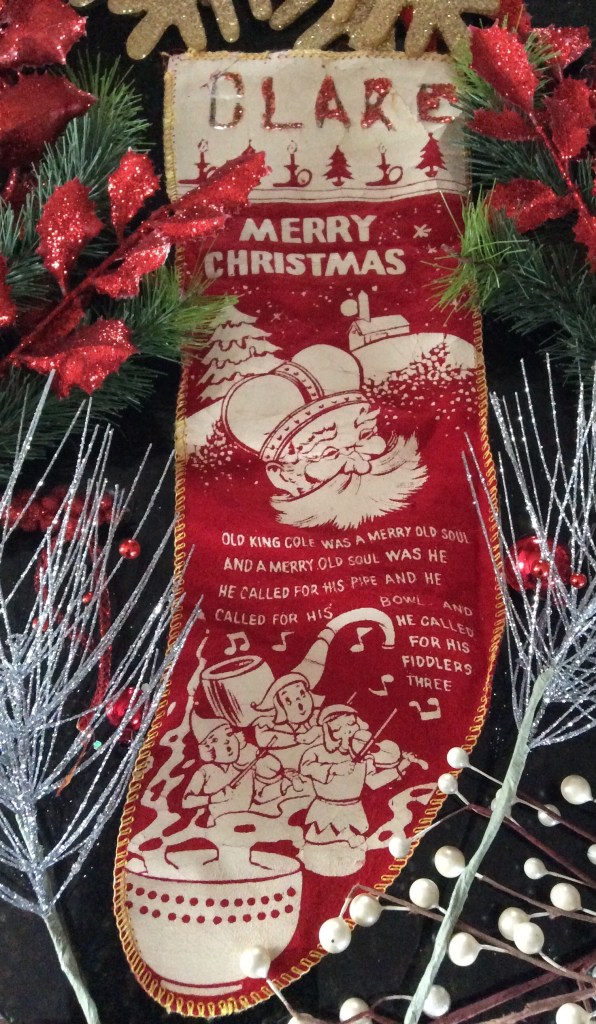 BLAKE
MERRY
CHRISTMAS
OLD KING COLE WAS A MERRY OLD SOUL
AND A MERRY OLD SOUL WAS HE
HE CALLED FOR HIS PIPE AND HE
CALLED FOR HIS BOWL AND
HE CALLED
FOR HIS
FIDDLERS
THREE